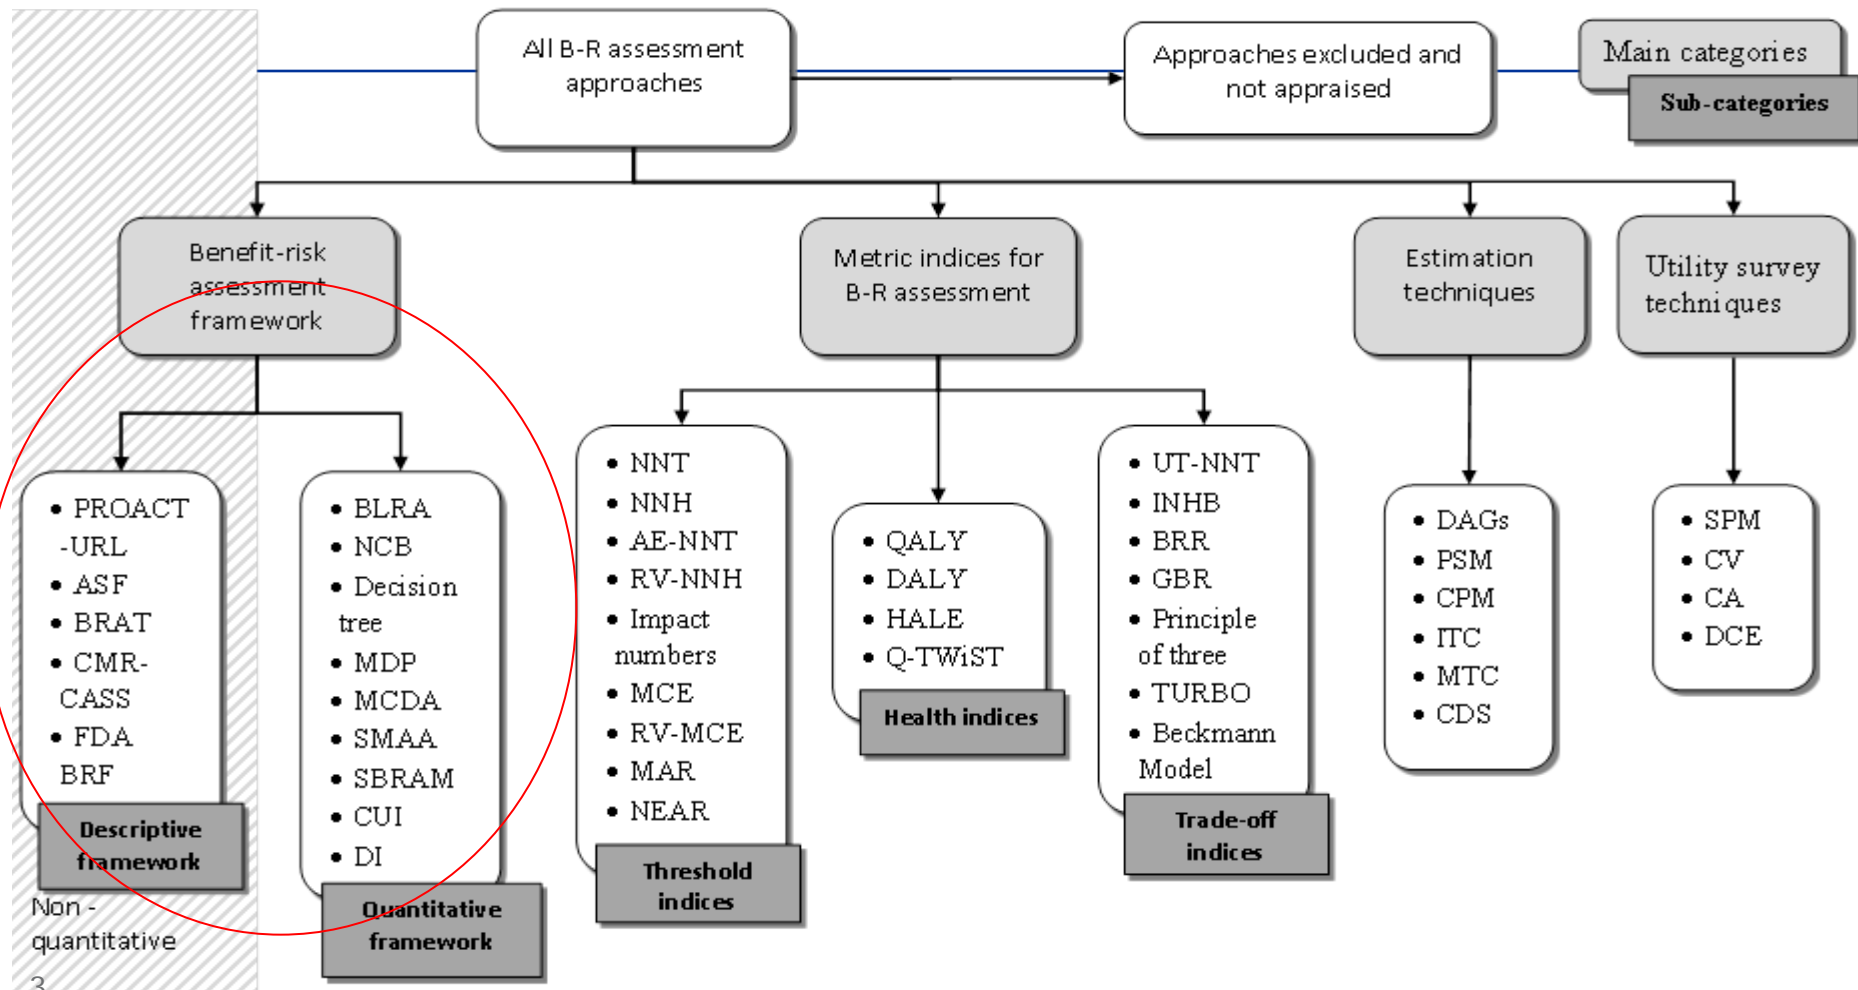 All B-R assessment
approaches
Approaches excluded and
not appraised
Main categories
Sub-categories
Benefit-risk
assessment
framework
Metric indices for
B-R assessment
Estimation
techniques
Utility survey
techniques
• PROACT
-URL
• ASF
• BRAT
• CMR-
CASS
• FDA
BRF
Descriptive
framework
• BLRA
• NCB
• Decision
tree
• MDP
• MCDA
• SMAA
• SBRAM
• CUI
• DI
Quantitative
framework
• NNT
• NNH
• AE-NNT
• RV-NNH
• Impact
numbers
• MCE
• RV-MCE
• MAR
• NEAR
Threshold
indices
• QALY
• DALY
• HALE
• Q-TWiST
Health indices
• UT-NNT
• INHB
• BRR
• GBR
• Principle
of three
• TURBO
• Beckmann
Model
Trade-off
indices
• DAGs
• PSM
• CPM
• ITC
• MTC
• CDS
• SPM
• CV
• CA
• DCE
Non -
quantitative
3